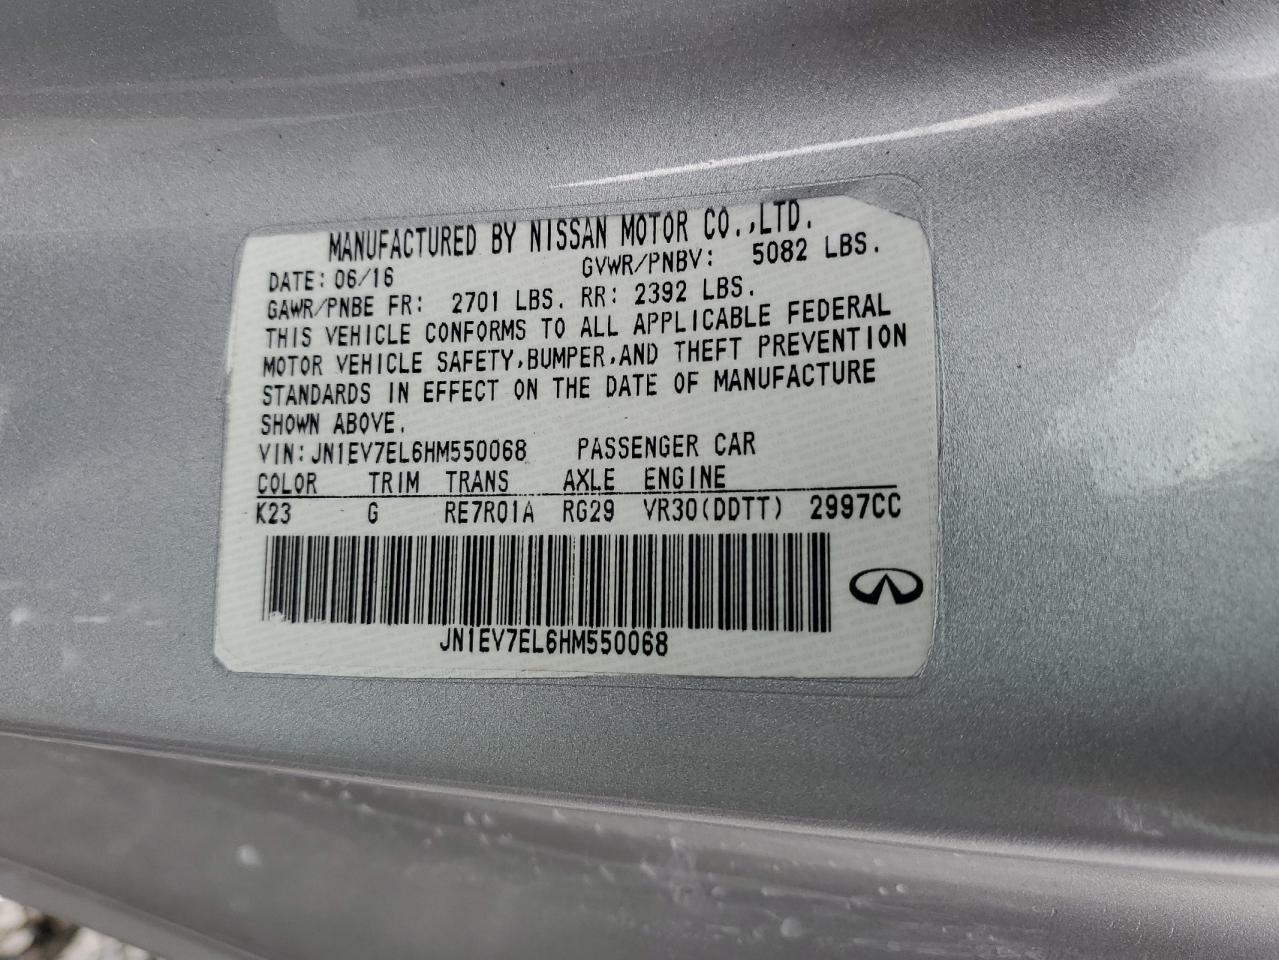 MANUFACTURED BY NISSAN MOTOR CO.,LTD.
DATE: 06/16 GVWR/PNBV: 5082 LBS.
GAWR/PNBE FR: 2701 LBS. RR: 2392 LBS.
THIS VEHICLE CONFORMS TO ALL APPLICABLE FEDERAL
MOTOR VEHICLE SAFETY,BUMPER,AND THEFT PREVENTION
STANDARDS IN EFFECT ON THE DATE OF MANUFACTURE
SHOWN ABOVE.
VIN:JN1EV7EL6HM550068 PASSENGER CAR
COLOR TRIM TRANS AXLE ENGINE
K23 G RE7R01A RG29 VR30(DDTT) 2997CC
JN1EV7EL6HM550068